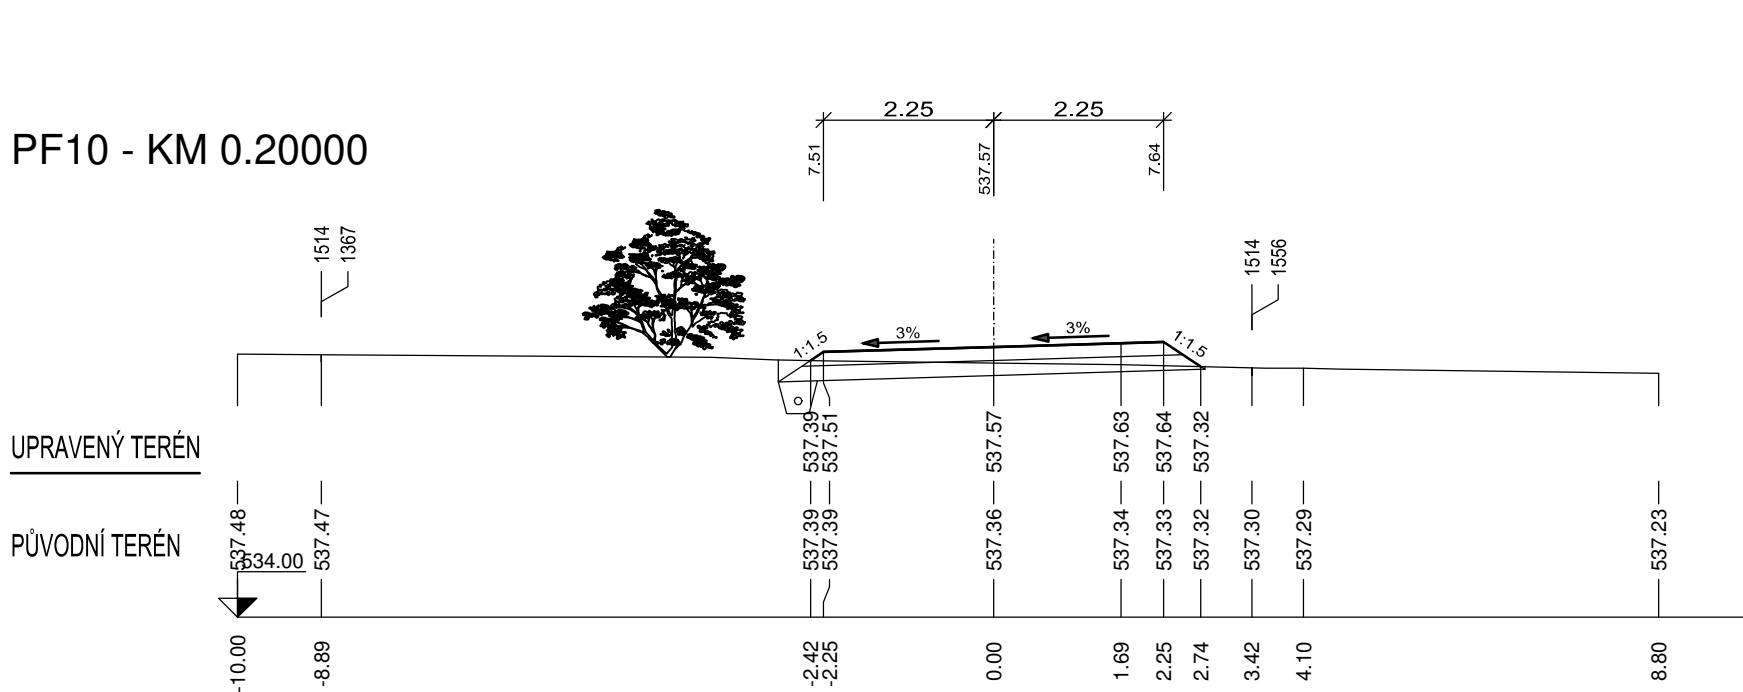 2.25 2.25
PF10 - KM 0.20000
7.51 537.57 7.64
1514 1367 1514 1556
1:1.5 3% 3% 1:1.5
UPRAVENÝ TERÉN 537.39 537.51 537.57 537.63 537.64 537.32
PŮVODNÍ TERÉN 537.48 537.47 537.39 537.39 537.36 537.34 537.33 537.32 537.30 537.29 537.23
534.00
-10.00 -8.89 -2.42 -2.25 0.00 1.69 2.25 2.74 3.42 4.10 8.80